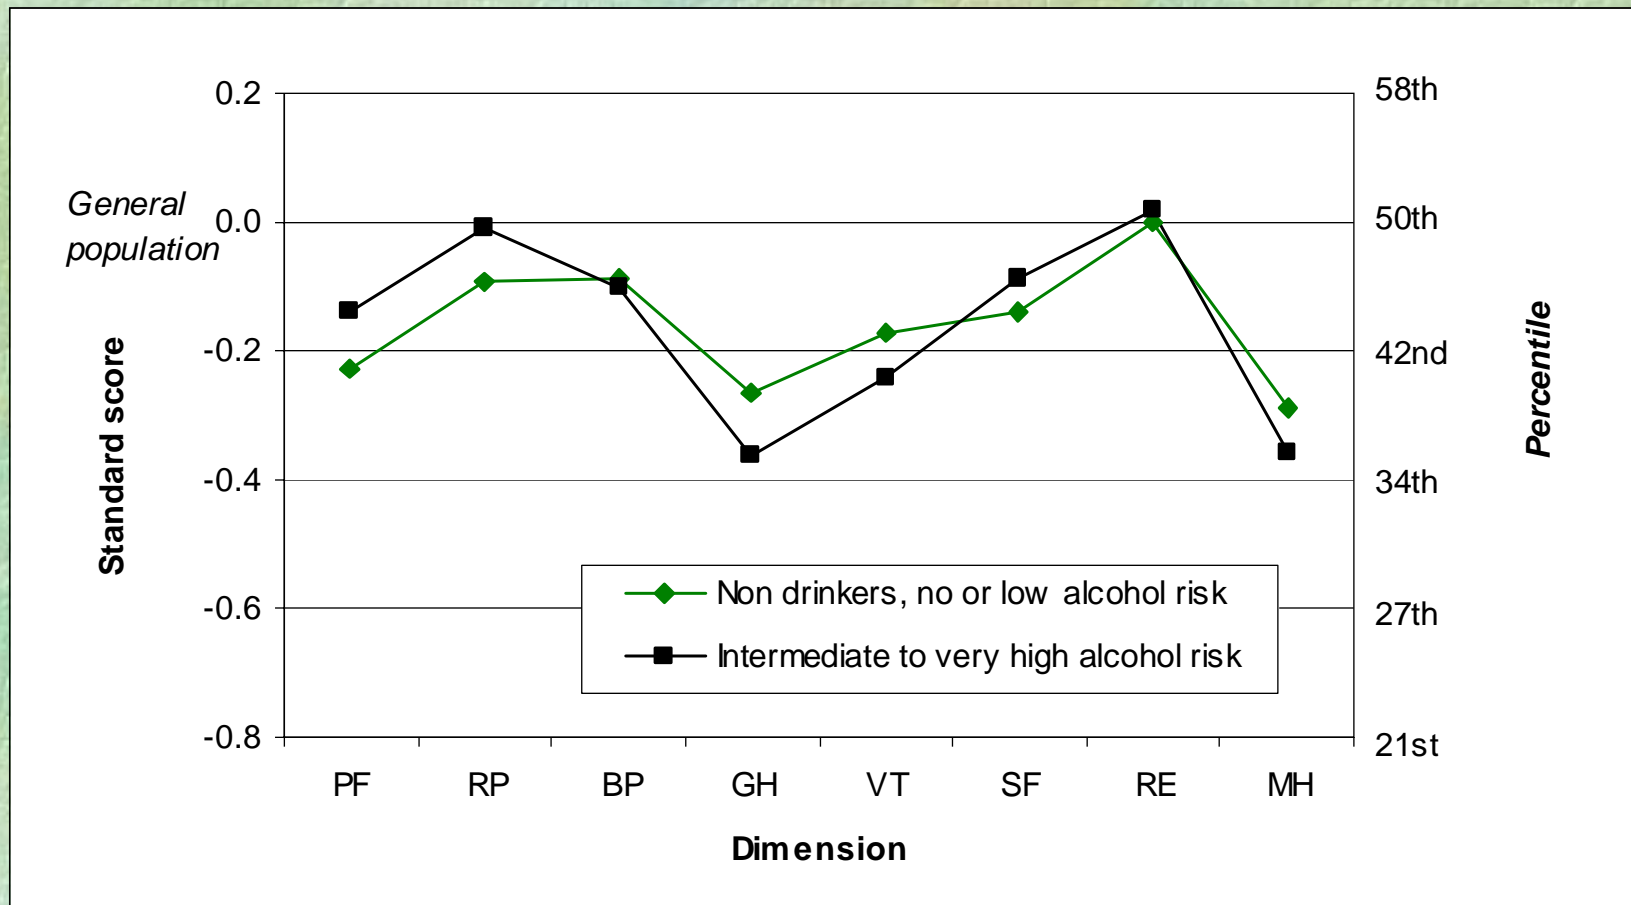 0.2
0.0
-0.2
-0.4
-0.6
-0.8
General
population
Standard score
58th
50th
42nd
34th
27th
21st
Percentile
Non drinkers, no or low alcohol risk
Intermediate to very high alcohol risk
PF RP BP GH VT SF RE MH
Dimension